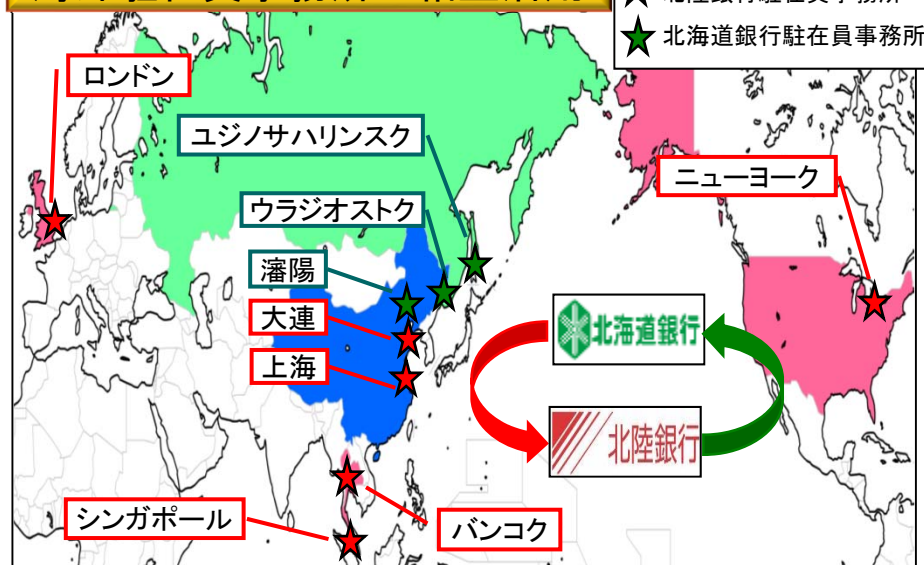 北海道銀行駐在員事務所
ロンドン
ユジノサハリンスク
ニューヨーク
ウラジオストク
瀋陽
大連
上海
北海道銀行
北陸銀行
シンガポール
バンコク